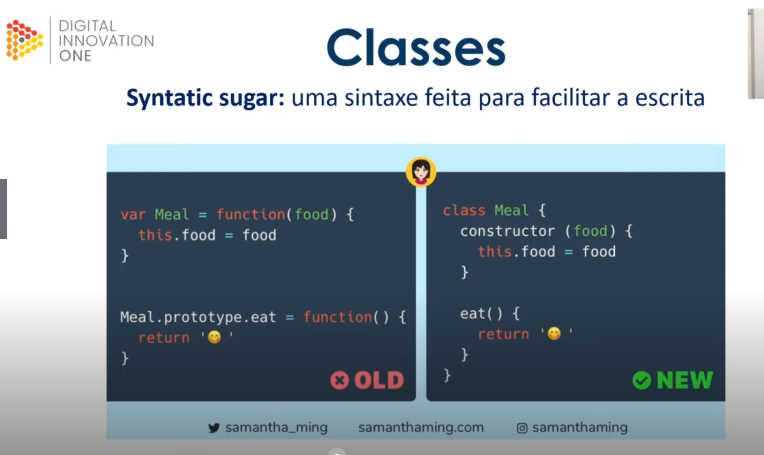 DIGITAL
INNOVATION
ONE
Classes
Syntatic sugar: uma sintaxe feita para facilitar a escrita
var Meal = function(food) {
this.food = food
}
Meal.prototype.eat = function() {
return '😋 '
}
OLD
class Meal {
constructor (food) {
this.food = food
}
eat() {
return '😋 '
}
}
NEW
samantha_ming
samanthaming.com
samanthaming